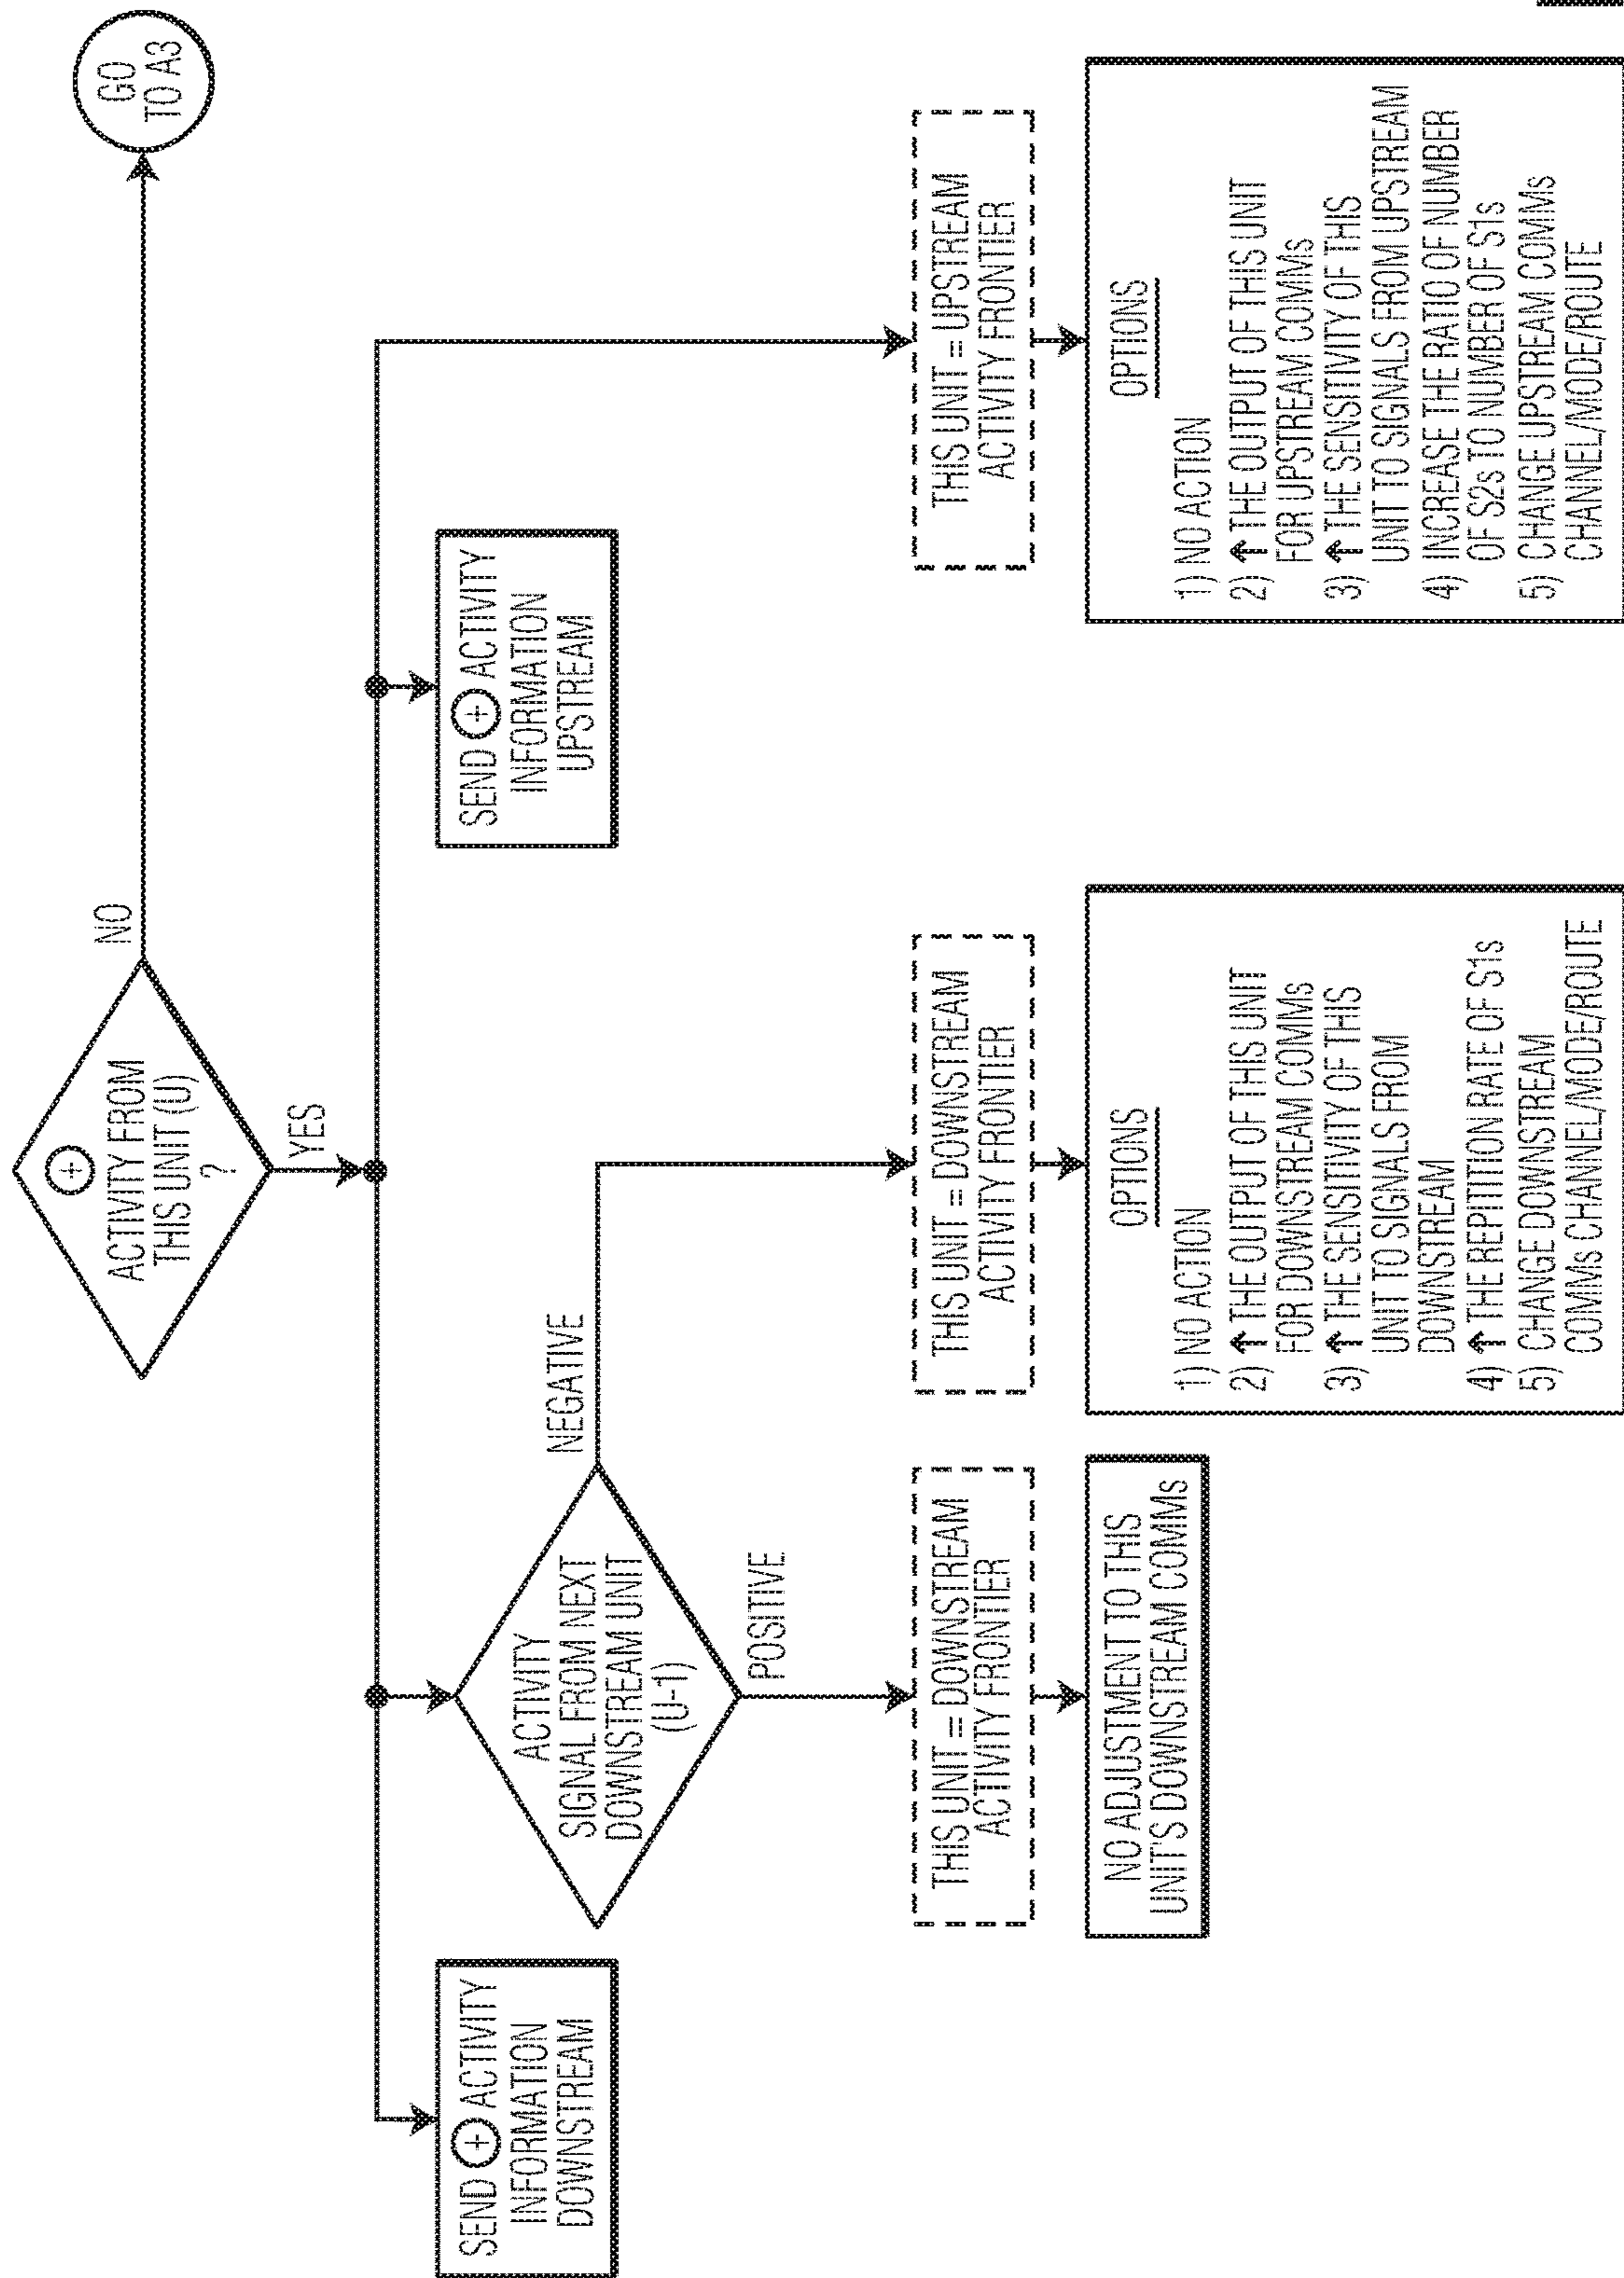 ⊕
ACTIVITY FROM
THIS UNIT (U)
?
NO
GO
TO A3
YES
SEND ⊕ ACTIVITY
INFORMATION
DOWNSTREAM
ACTIVITY
SIGNAL FROM NEXT
DOWNSTREAM UNIT
(U-1)
NEGATIVE
POSITIVE
SEND ⊕ ACTIVITY
INFORMATION
UPSTREAM
THIS UNIT = DOWNSTREAM
ACTIVITY FRONTIER
NO ADJUSTMENT TO THIS
UNIT'S DOWNSTREAM COMMs
THIS UNIT = DOWNSTREAM
ACTIVITY FRONTIER
OPTIONS
1) NO ACTION
2) ↑ THE OUTPUT OF THIS UNIT
FOR DOWNSTREAM COMMs
3) ↑ THE SENSITIVITY OF THIS
UNIT TO SIGNALS FROM
DOWNSTREAM
4) ↑ THE REPITITION RATE OF S1s
5) CHANGE DOWNSTREAM
COMMs CHANNEL/MODE/ROUTE
THIS UNIT = UPSTREAM
ACTIVITY FRONTIER
OPTIONS
1) NO ACTION
2) ↑ THE OUTPUT OF THIS UNIT
FOR UPSTREAM COMMs
3) ↑ THE SENSITIVITY OF THIS
UNIT TO SIGNALS FROM UPSTREAM
4) INCREASE THE RATIO OF NUMBER
OF S2s TO NUMBER OF S1s
5) CHANGE UPSTREAM COMMs
CHANNEL/MODE/ROUTE